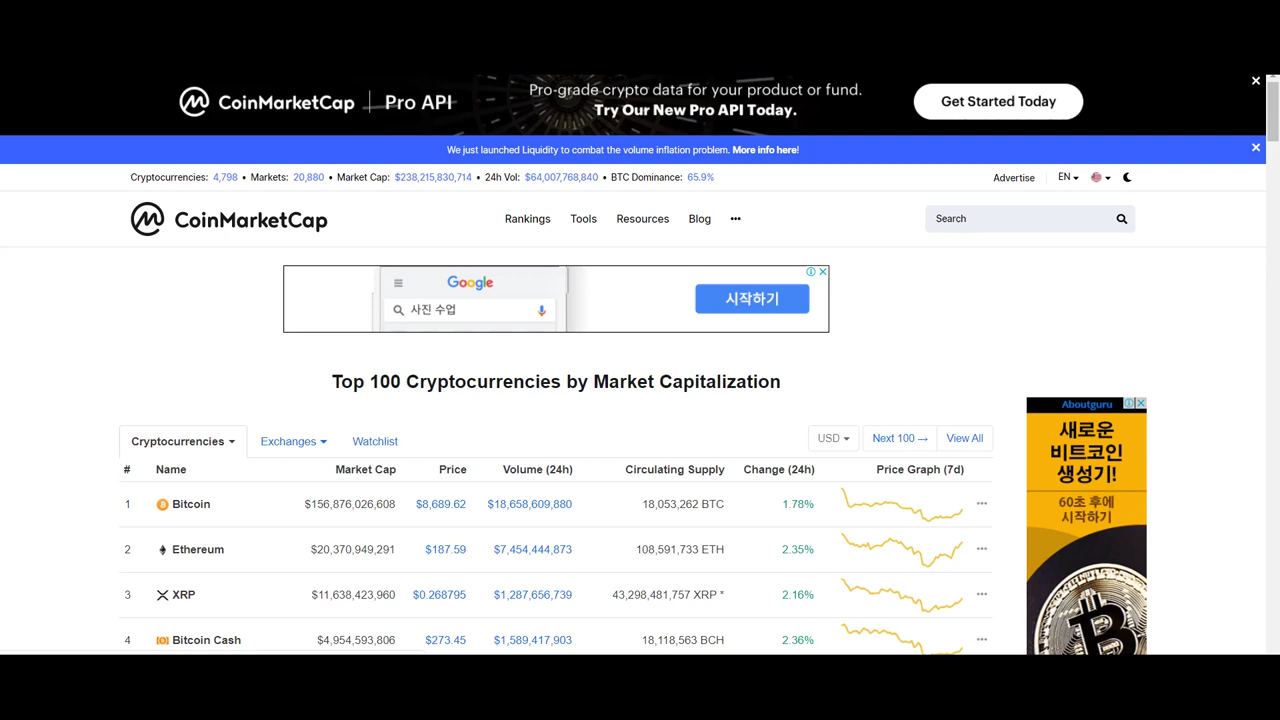 CoinMarketCap | Pro API
Pro-grade crypto data for your product or fund.
Try Our New Pro API Today.
Get Started Today
We just launched Liquidity to combat the volume inflation problem. More info here!
Cryptocurrencies: 4,798 • Markets: 20,880 • Market Cap: $238,215,830,714 • 24h Vol: $64,007,768,840 • BTC Dominance: 65.9%
Advertise
EN
CoinMarketCap
Rankings Tools Resources Blog •••
Search
Google
사진 수업
시작하기
Top 100 Cryptocurrencies by Market Capitalization
Cryptocurrencies Exchanges Watchlist
USD Next 100 → View All
# Name Market Cap Price Volume (24h) Circulating Supply Change (24h) Price Graph (7d)
1 Bitcoin $156,876,026,608 $8,689.62 $18,658,609,880 18,053,262 BTC 1.78%
2 Ethereum $20,370,949,291 $187.59 $7,454,444,873 108,591,733 ETH 2.35%
3 XRP $11,638,423,960 $0.268795 $1,287,656,739 43,298,481,757 XRP * 2.16%
4 Bitcoin Cash $4,954,593,806 $273.45 $1,589,417,903 18,118,563 BCH 2.36%
Aboutguru
새로운
비트코인
생성기!
60초 후에
시작하기